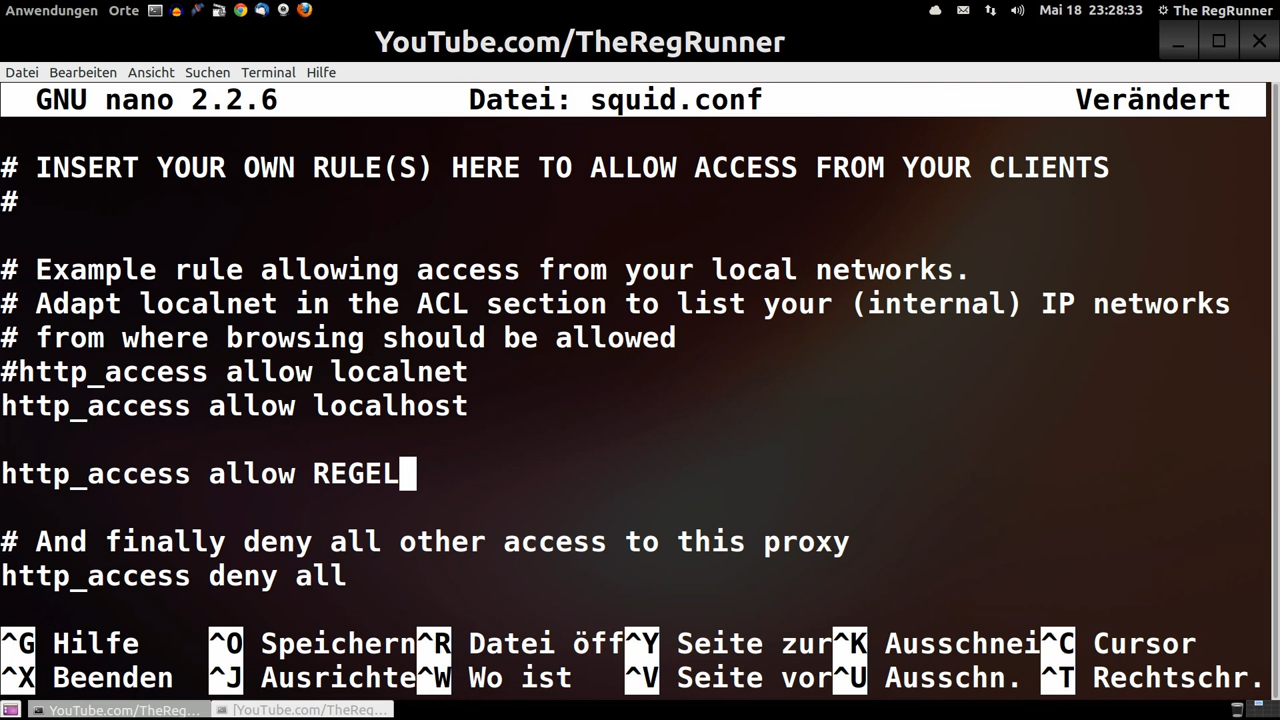 Anwendungen Orte Mai 18 23:28:33 The RegRunner
YouTube.com/TheRegRunner
Datei Bearbeiten Ansicht Suchen Terminal Hilfe
GNU nano 2.2.6 Datei: squid.conf Verändert
# INSERT YOUR OWN RULE(S) HERE TO ALLOW ACCESS FROM YOUR CLIENTS
#
# Example rule allowing access from your local networks.
# Adapt localnet in the ACL section to list your (internal) IP networks
# from where browsing should be allowed
#http_access allow localnet
http_access allow localhost
http_access allow REGEL
# And finally deny all other access to this proxy
http_access deny all
^G Hilfe ^O Speichern ^R Datei öff ^Y Seite zur ^K Ausschnei ^C Cursor
^X Beenden ^J Ausrichte ^W Wo ist ^V Seite vor ^U Ausschn. ^T Rechtschr.
YouTube.com/TheReg... [YouTube.com/TheReg...